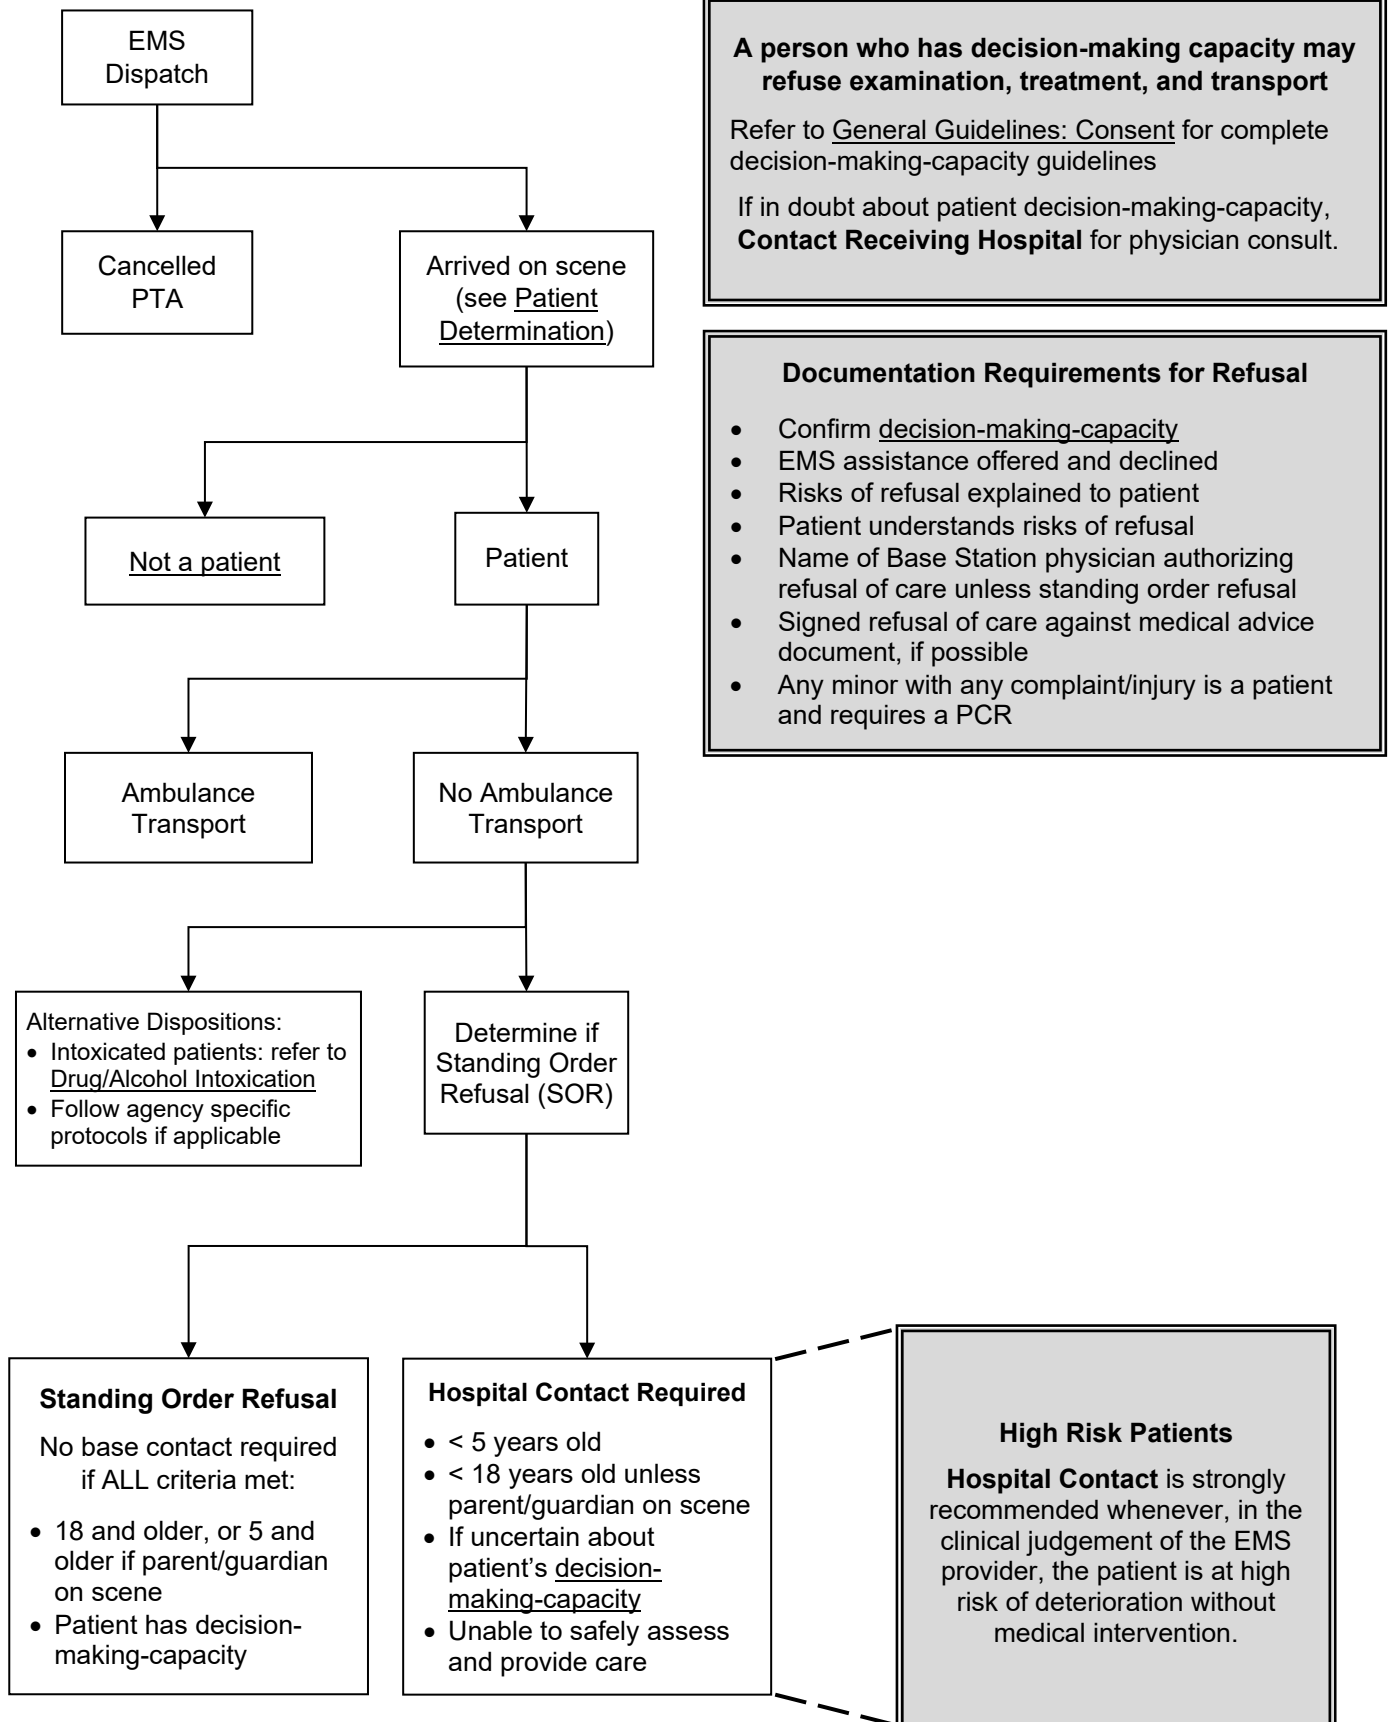 EMS
Dispatch
Cancelled
PTA
Arrived on scene
(see Patient
Determination)
Not a patient
Patient
Ambulance
Transport
No Ambulance
Transport
Alternative Dispositions:
• Intoxicated patients: refer to
Drug/Alcohol Intoxication
• Follow agency specific
protocols if applicable
Determine if
Standing Order
Refusal (SOR)
Standing Order Refusal
No base contact required
if ALL criteria met:
• 18 and older, or 5 and
older if parent/guardian
on scene
• Patient has decision-
making-capacity
Hospital Contact Required
• < 5 years old
• < 18 years old unless
parent/guardian on scene
• If uncertain about
patient's decision-
making-capacity
• Unable to safely assess
and provide care
A person who has decision-making capacity may
refuse examination, treatment, and transport
Refer to General Guidelines: Consent for complete
decision-making-capacity guidelines
If in doubt about patient decision-making-capacity,
Contact Receiving Hospital for physician consult.
Documentation Requirements for Refusal
• Confirm decision-making-capacity
• EMS assistance offered and declined
• Risks of refusal explained to patient
• Patient understands risks of refusal
• Name of Base Station physician authorizing
refusal of care unless standing order refusal
• Signed refusal of care against medical advice
document, if possible
• Any minor with any complaint/injury is a patient
and requires a PCR
High Risk Patients
Hospital Contact is strongly
recommended whenever, in the
clinical judgement of the EMS
provider, the patient is at high
risk of deterioration without
medical intervention.